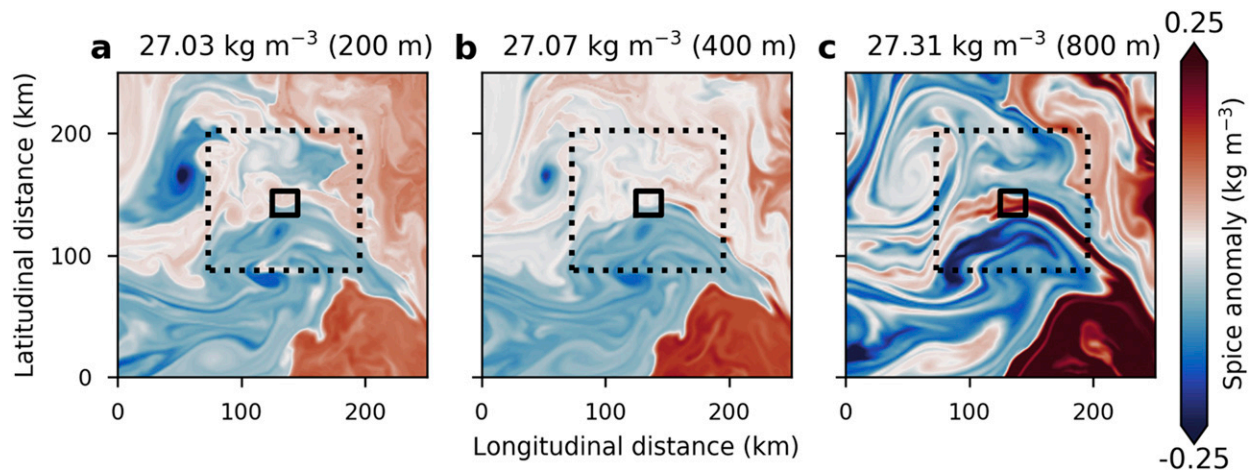 a 27.03 kg m⁻³ (200 m)
b 27.07 kg m⁻³ (400 m)
c 27.31 kg m⁻³ (800 m)
0.25
Latitudinal distance (km)
200
100
0
0 100 200
0 100 200
0 100 200
Longitudinal distance (km)
Spice anomaly (kg m⁻³)
-0.25